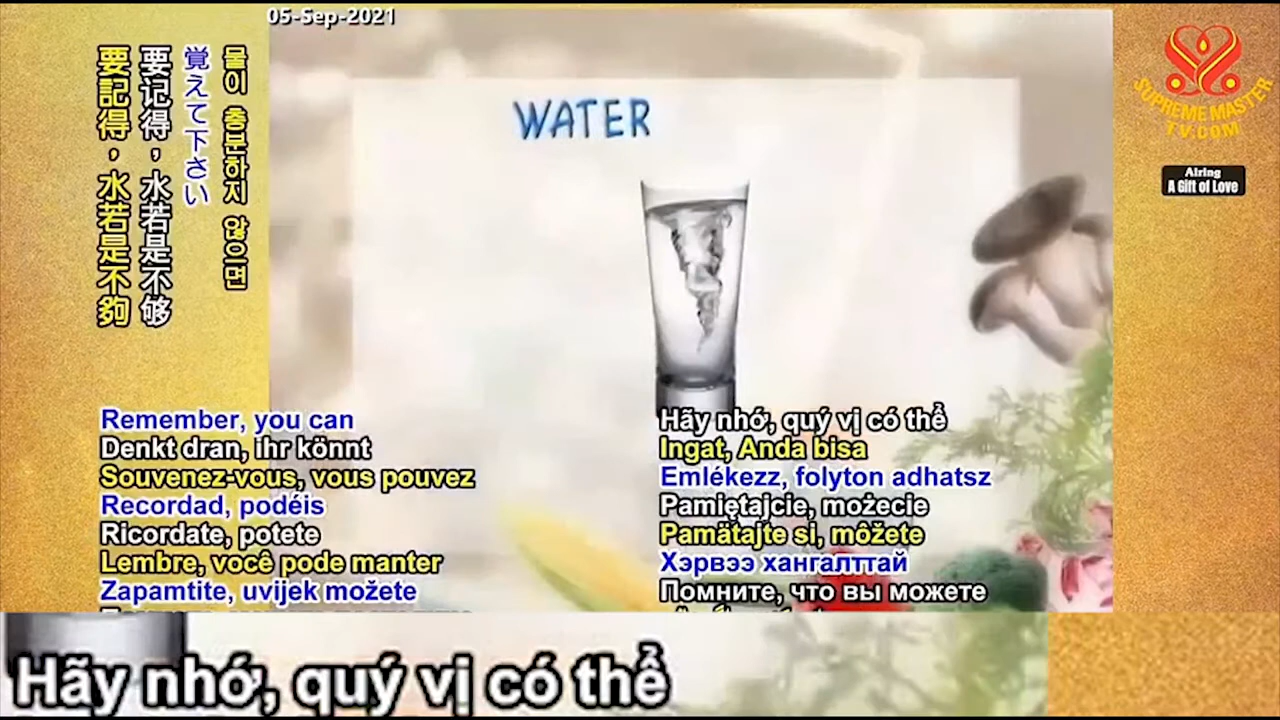 05-Sep-2021
물이 충분하지 않으면
覚えて下さい
要记得，水若是不够
要記得，水若是不夠
WATER
SUPREME MASTER
TV.COM
Airing
A Gift of Love
Remember, you can
Denkt dran, ihr könnt
Souvenez-vous, vous pouvez
Recordad, podéis
Ricordate, potete
Lembre, você pode manter
Zapamtite, uvijek možete
Hãy nhớ, quý vị có thể
Ingat, Anda bisa
Emlékezz, folyton adhatsz
Pamiętajcie, możecie
Pamätajte si, môžete
Хэрвээ хангалттай
Помните, что вы можете
Hãy nhớ, quý vị có thể